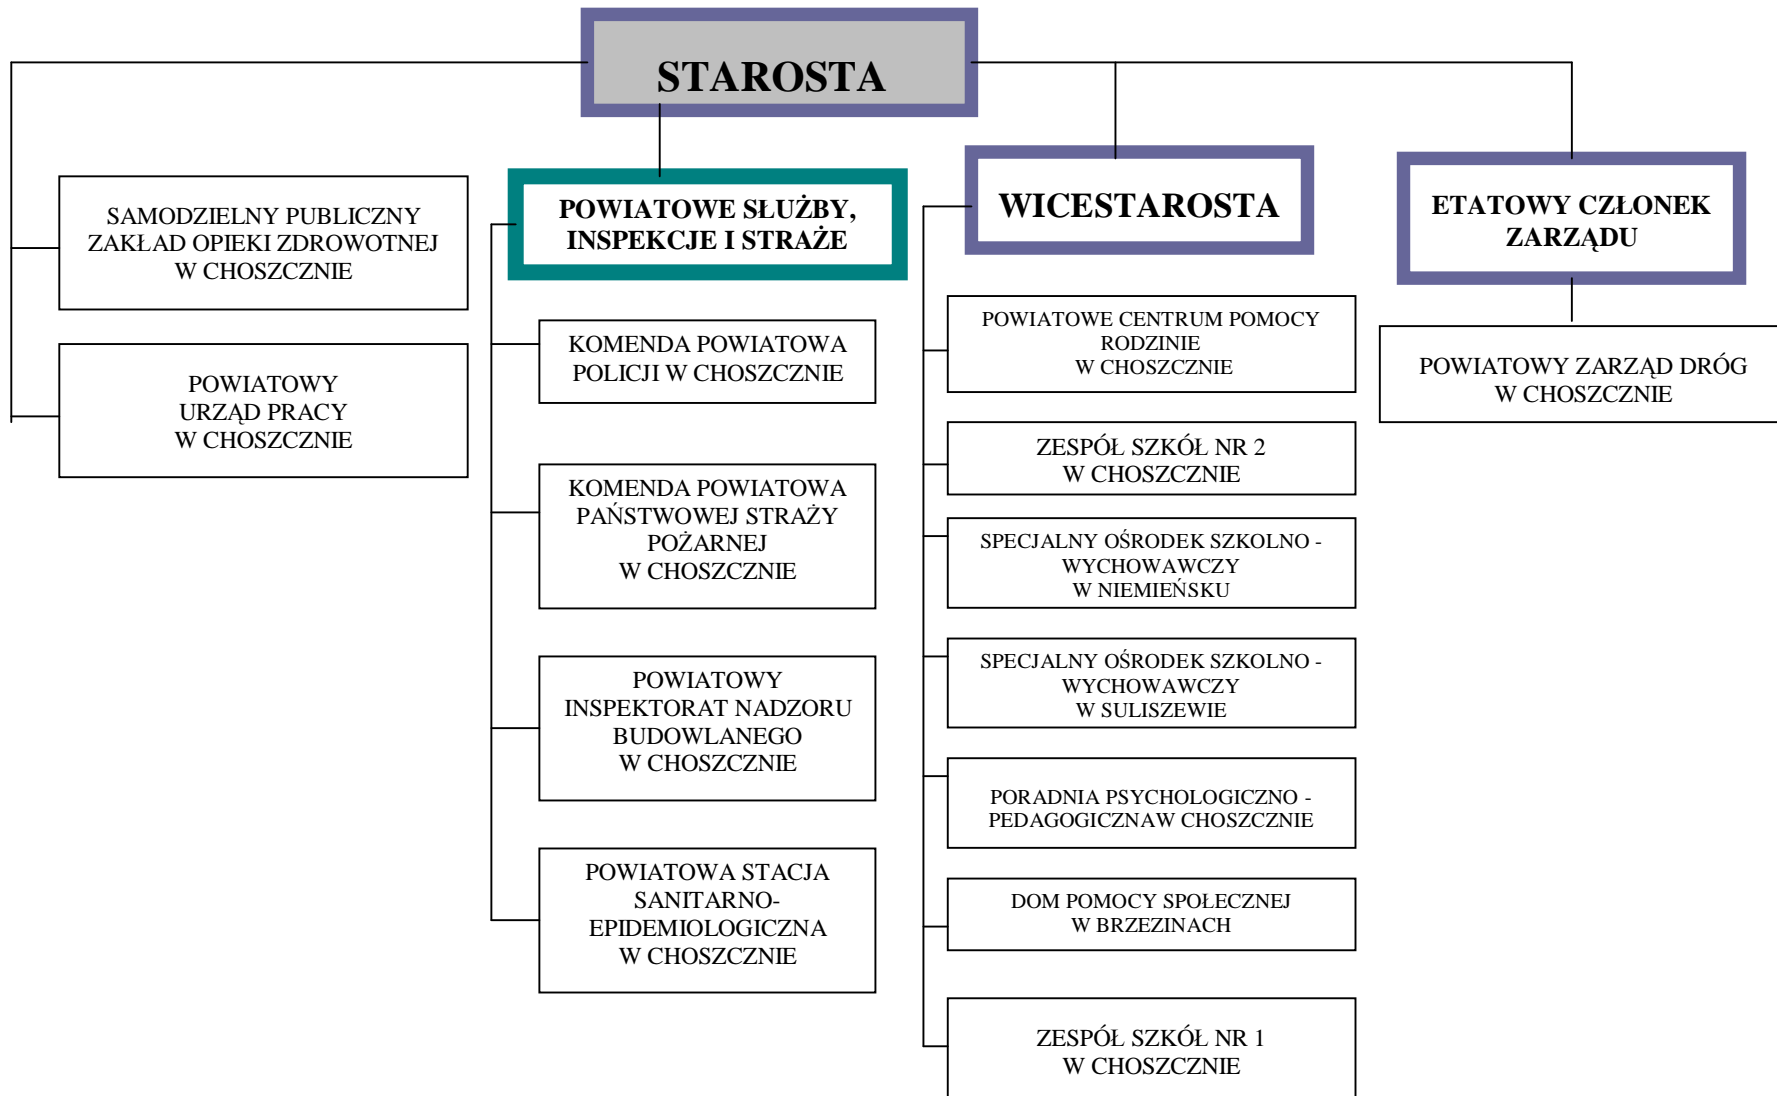 STAROSTA
SAMODZIELNY PUBLICZNY
ZAKŁAD OPIEKI ZDROWOTNEJ
W CHOSZCZNIE
POWIATOWY
URZĄD PRACY
W CHOSZCZNIE
POWIATOWE SŁUŻBY,
INSPEKCJE I STRAŻE
KOMENDA POWIATOWA
POLICJI W CHOSZCZNIE
KOMENDA POWIATOWA
PAŃSTWOWEJ STRAŻY
POŻARNEJ
W CHOSZCZNIE
POWIATOWY
INSPEKTORAT NADZORU
BUDOWLANEGO
W CHOSZCZNIE
POWIATOWA STACJA
SANITARNO-
EPIDEMIOLOGICZNA
W CHOSZCZNIE
WICESTAROSTA
POWIATOWE CENTRUM POMOCY
RODZINIE
W CHOSZCZNIE
ZESPÓŁ SZKÓŁ NR 2
W CHOSZCZNIE
SPECJALNY OŚRODEK SZKOLNO -
WYCHOWAWCZY
W NIEMIEŃSKU
SPECJALNY OŚRODEK SZKOLNO -
WYCHOWAWCZY
W SULISZEWIE
PORADNIA PSYCHOLOGICZNO -
PEDAGOGICZNAW CHOSZCZNIE
DOM POMOCY SPOŁECZNEJ
W BRZEZINACH
ZESPÓŁ SZKÓŁ NR 1
W CHOSZCZNIE
ETATOWY CZŁONEK
ZARZĄDU
POWIATOWY ZARZĄD DRÓG
W CHOSZCZNIE